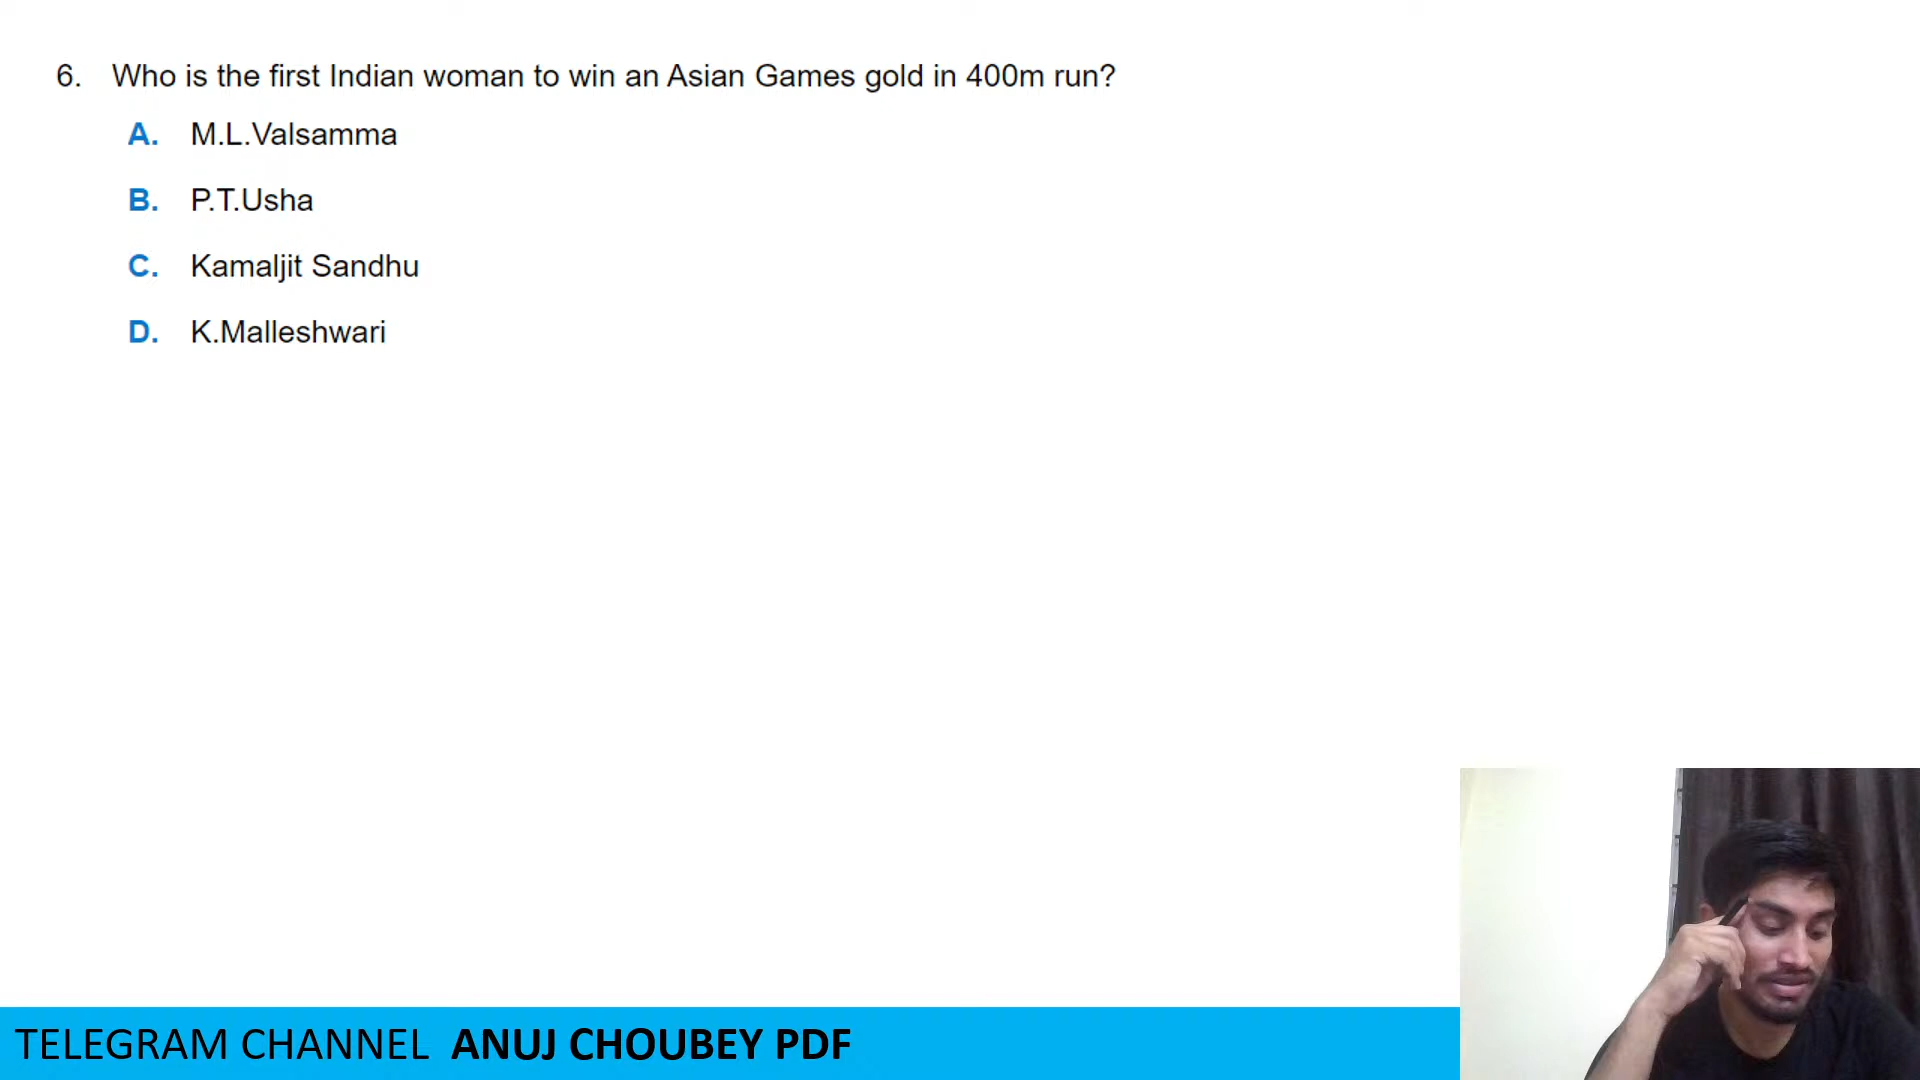 6. Who is the first Indian woman to win an Asian Games gold in 400m run?
A. M.L.Valsamma
B. P.T.Usha
C. Kamaljit Sandhu
D. K.Malleshwari
TELEGRAM CHANNEL ANUJ CHOUBEY PDF